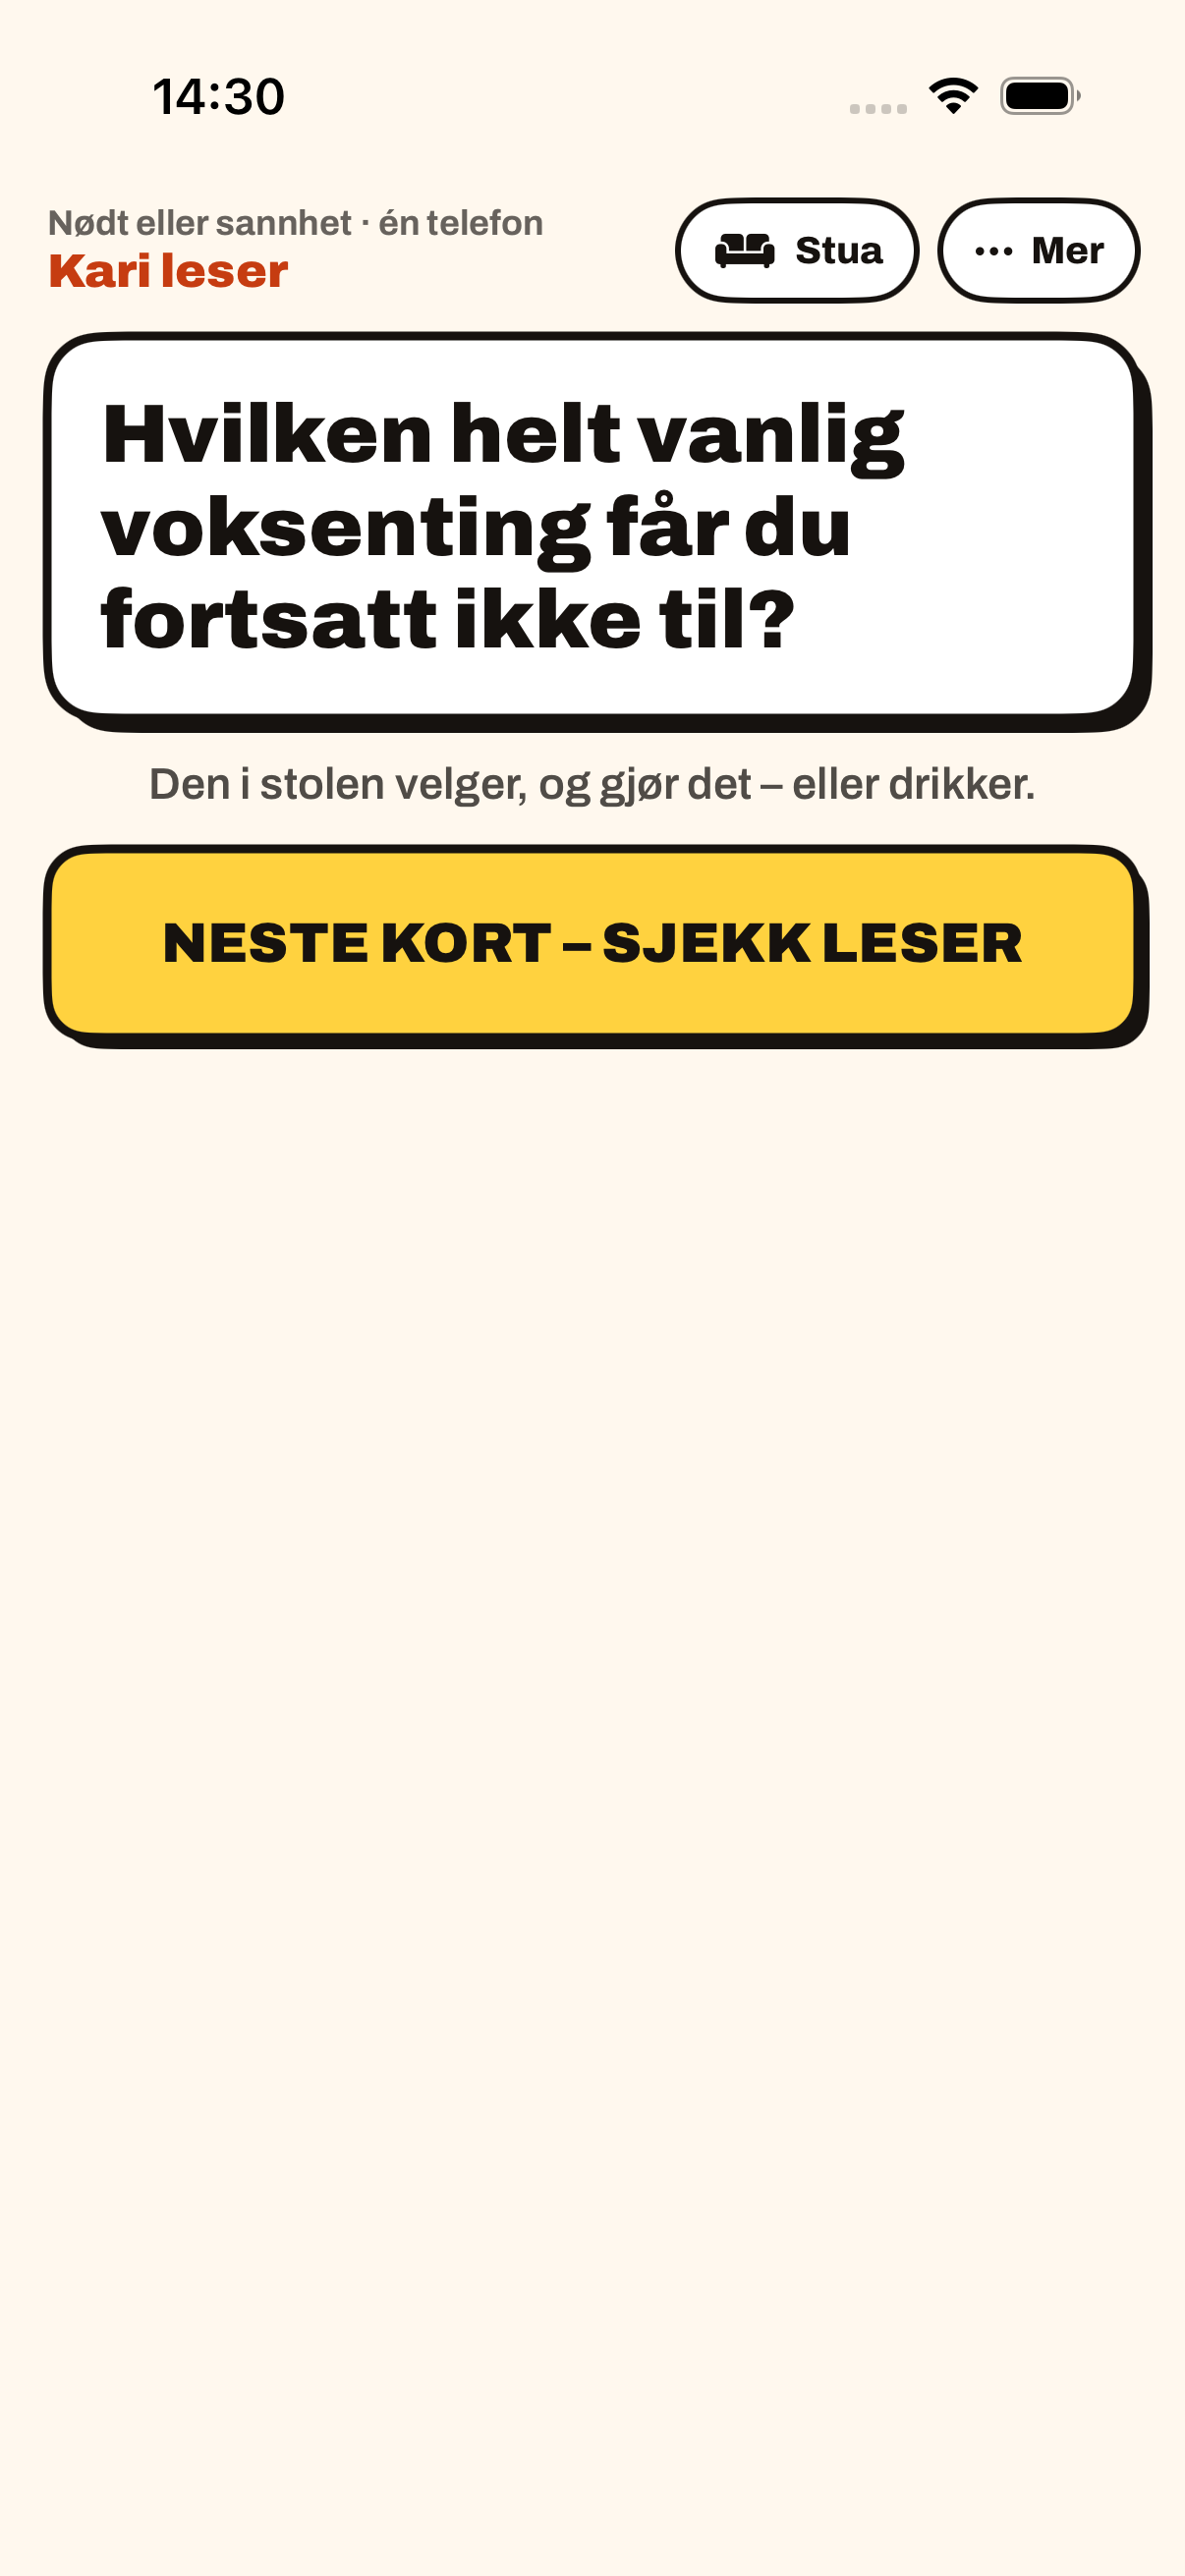 14:30
Nødt eller sannhet · én telefon
Kari leser
Stua
Mer
Hvilken helt vanlig
voksenting får du
fortsatt ikke til?
Den i stolen velger, og gjør det – eller drikker.
NESTE KORT – SJEKK LESER